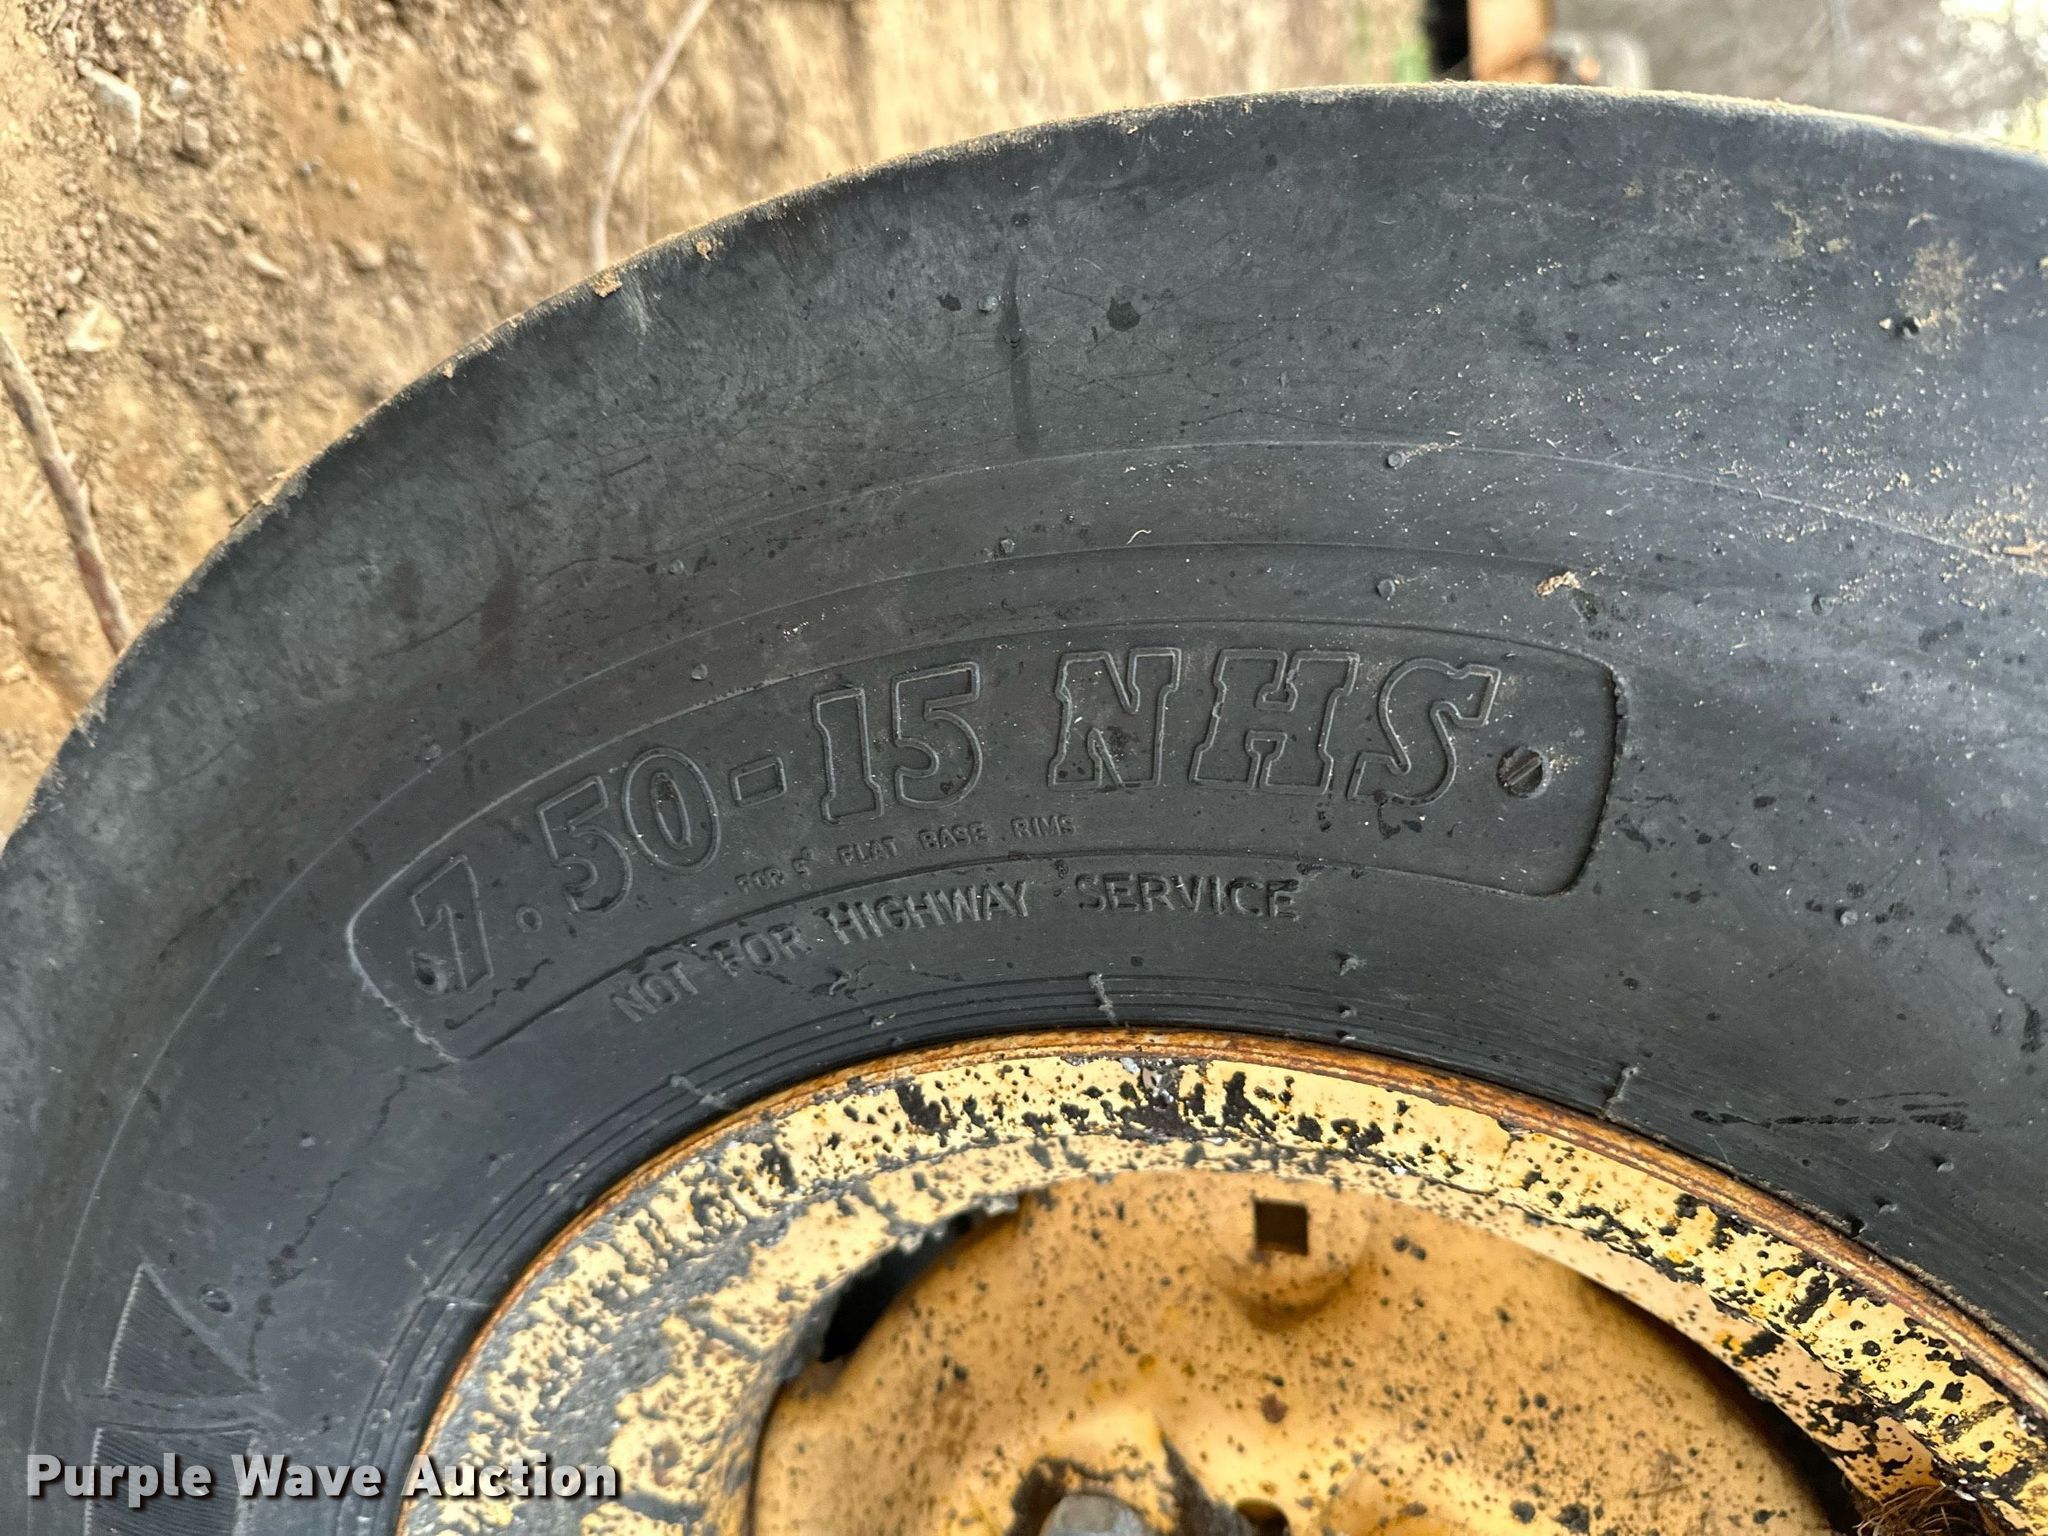 7.50-15 NHS
FOR 5" FLAT BASE RIMS
NOT FOR HIGHWAY SERVICE
Purple Wave Auction